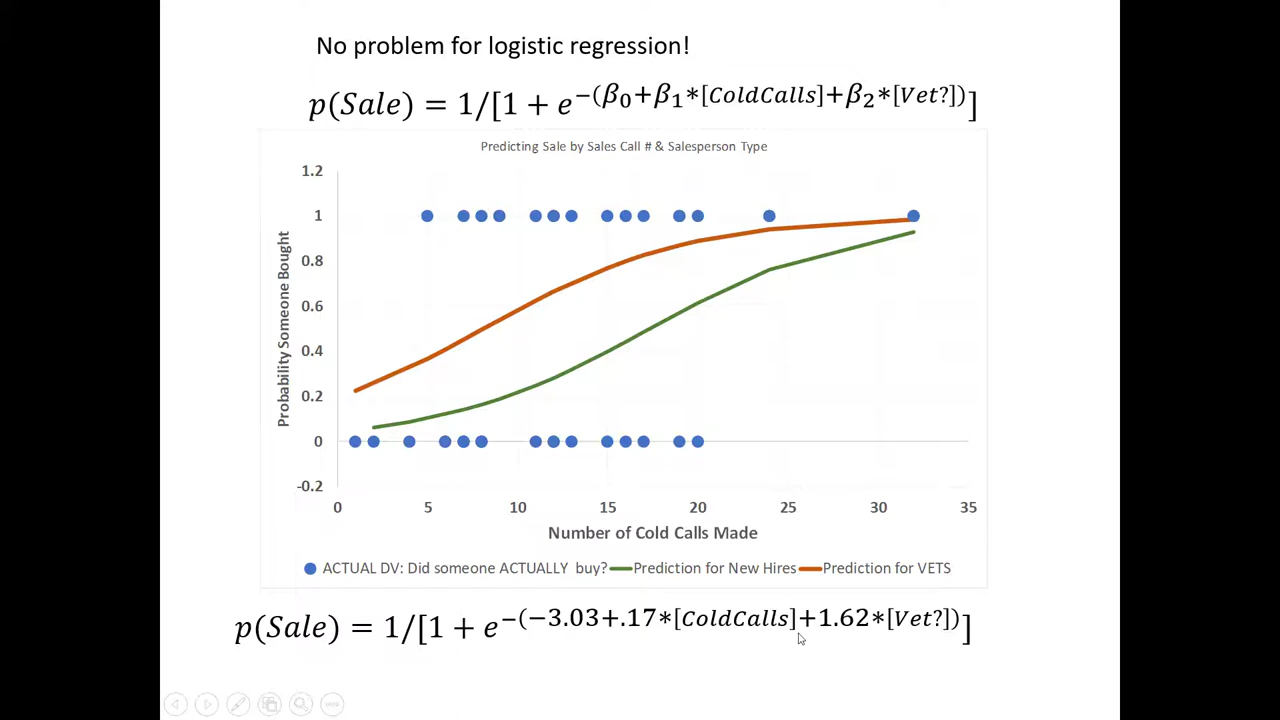 No problem for logistic regression!
p(Sale) = 1/[1 + e^−(β₀+β₁*[ColdCalls]+β₂*[Vet?])]
Predicting Sale by Sales Call # & Salesperson Type
1.2
1
0.8
0.6
0.4
0.2
0
-0.2
Probability Someone Bought
0 5 10 15 20 25 30 35
Number of Cold Calls Made
ACTUAL DV: Did someone ACTUALLY buy? Prediction for New Hires Prediction for VETS
p(Sale) = 1/[1 + e^−(−3.03+.17*[ColdCalls]+1.62*[Vet?])]